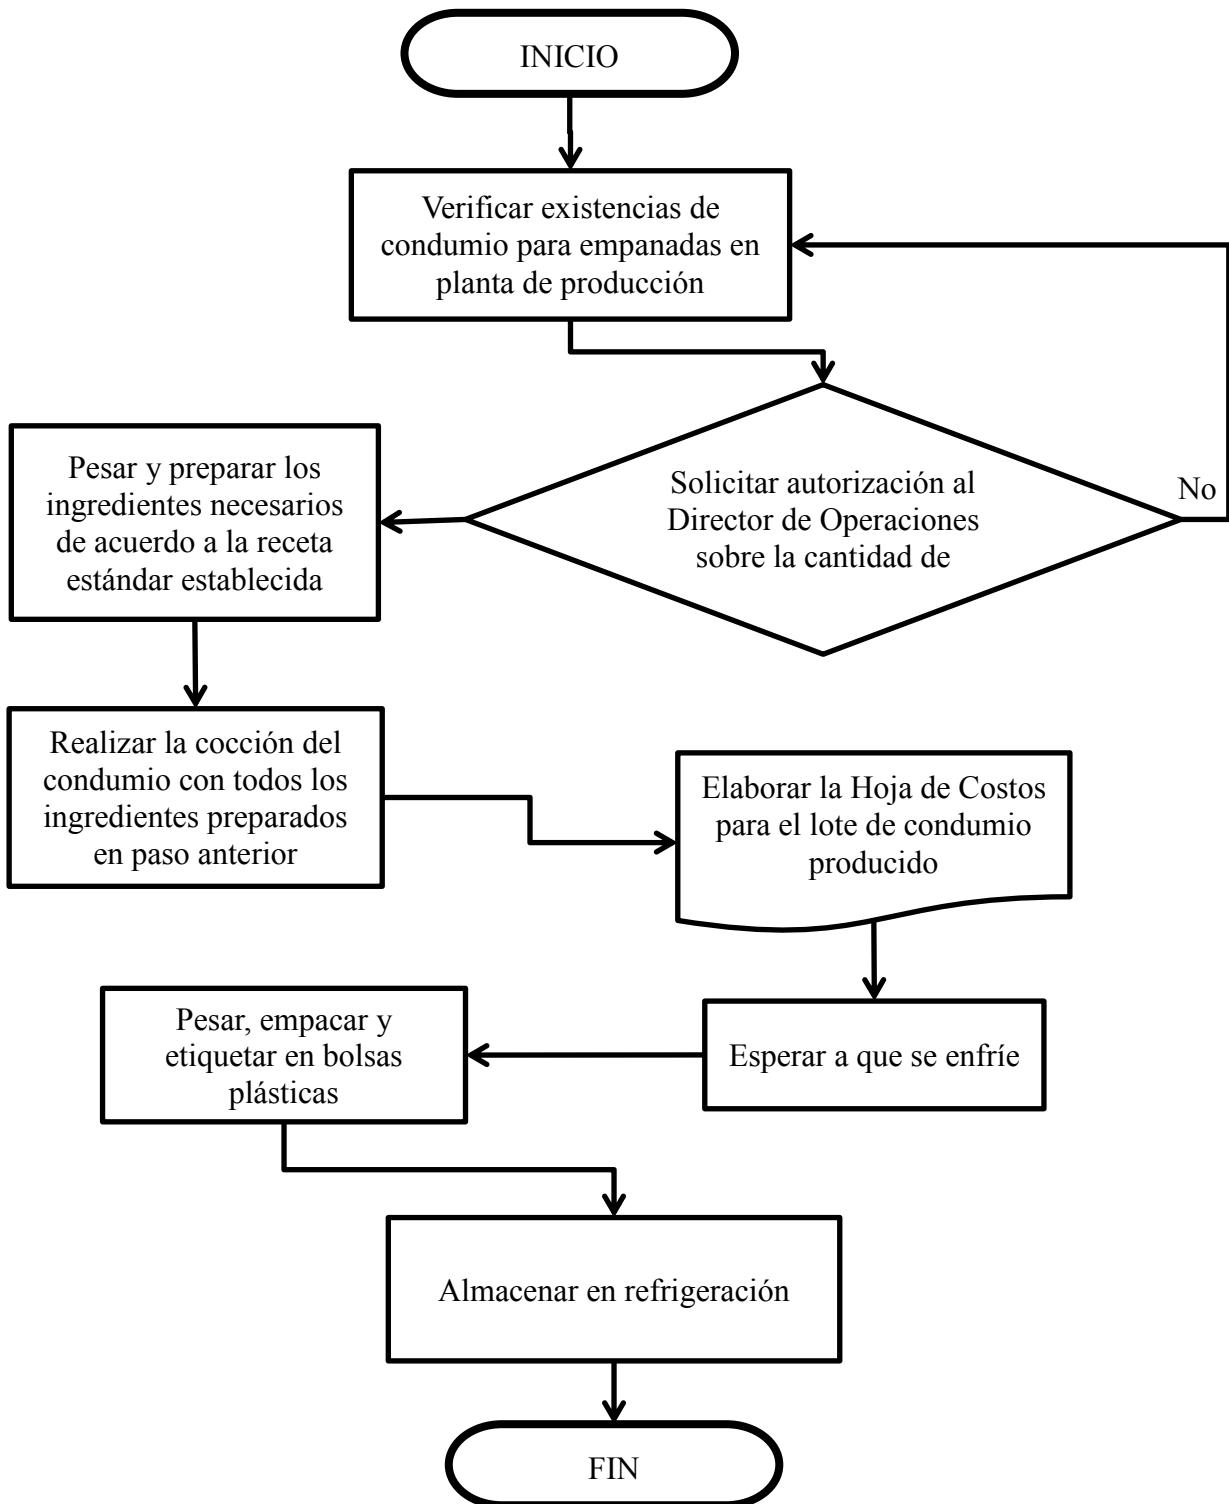 INICIO
Verificar existencias de
condumio para empanadas en
planta de producción
Solicitar autorización al
Director de Operaciones
sobre la cantidad de
No
Pesar y preparar los
ingredientes necesarios
de acuerdo a la receta
estándar establecida
Realizar la cocción del
condumio con todos los
ingredientes preparados
en paso anterior
Elaborar la Hoja de Costos
para el lote de condumio
producido
Esperar a que se enfríe
Pesar, empacar y
etiquetar en bolsas
plásticas
Almacenar en refrigeración
FIN